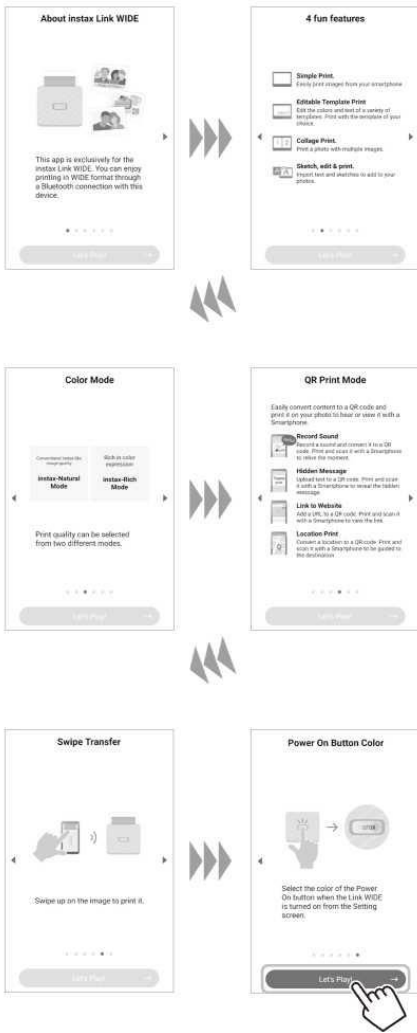 About instax Link WIDE
This app is exclusively for the
instax Link WIDE. You can enjoy
printing in WIDE format through
a Bluetooth connection with this
device.
Let's Play!
4 fun features
Simple Print.
Easily print images from your smartphone
Editable Template Print
Edit the colors and text of a variety of
templates. Print with the template of your
choice.
Collage Print.
Print a photo with multiple images.
Sketch, edit & print.
Import text and sketches to add to your
photos.
Let's Play!
Color Mode
instax-Natural
Mode
Rich in color
expression
instax-Rich
Mode
Print quality can be selected
from two different modes.
Let's Play!
QR Print Mode
Easily convert content to a QR code and
print it on your photo to hear or view it with a
Smartphone.
Record Sound
Record a sound and convert it to a QR
code. Print and scan it with a Smartphone
to relive the moment.
Hidden Message
Upload text to a QR code. Print and scan
it with a Smartphone to reveal the hidden
message.
Link to Website
Add a URL to a QR code. Print and scan it
with a Smartphone to view the link.
Location Print
Convert a location to a QR code. Print and
scan it with a Smartphone to be guided to
the destination
Let's Play!
Swipe Transfer
Swipe up on the image to print it.
Let's Play!
Power On Button Color
Select the color of the Power
On button when the Link WIDE
is turned on from the Setting
screen.
Let's Play!